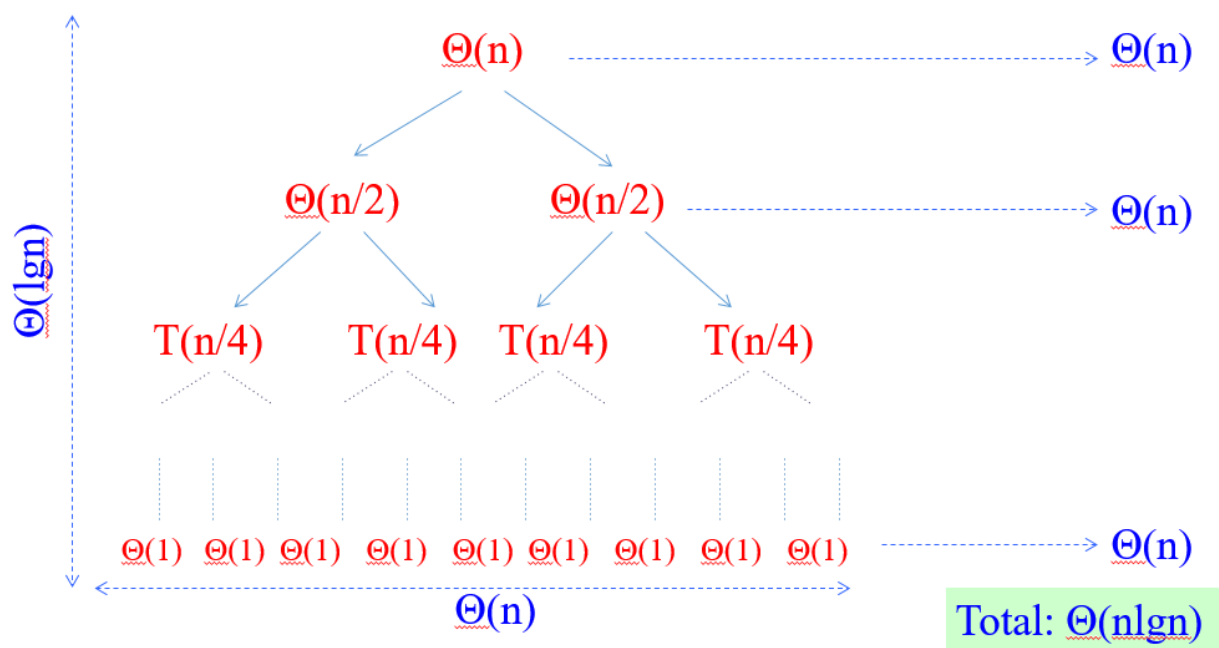 Θ(n) Θ(n)
Θ(n/2) Θ(n/2) Θ(n)
Θ(lgn)
T(n/4) T(n/4) T(n/4) T(n/4)
Θ(1) Θ(1) Θ(1) Θ(1) Θ(1) Θ(1) Θ(1) Θ(1) Θ(1) Θ(n)
Θ(n)
Total: Θ(nlgn)